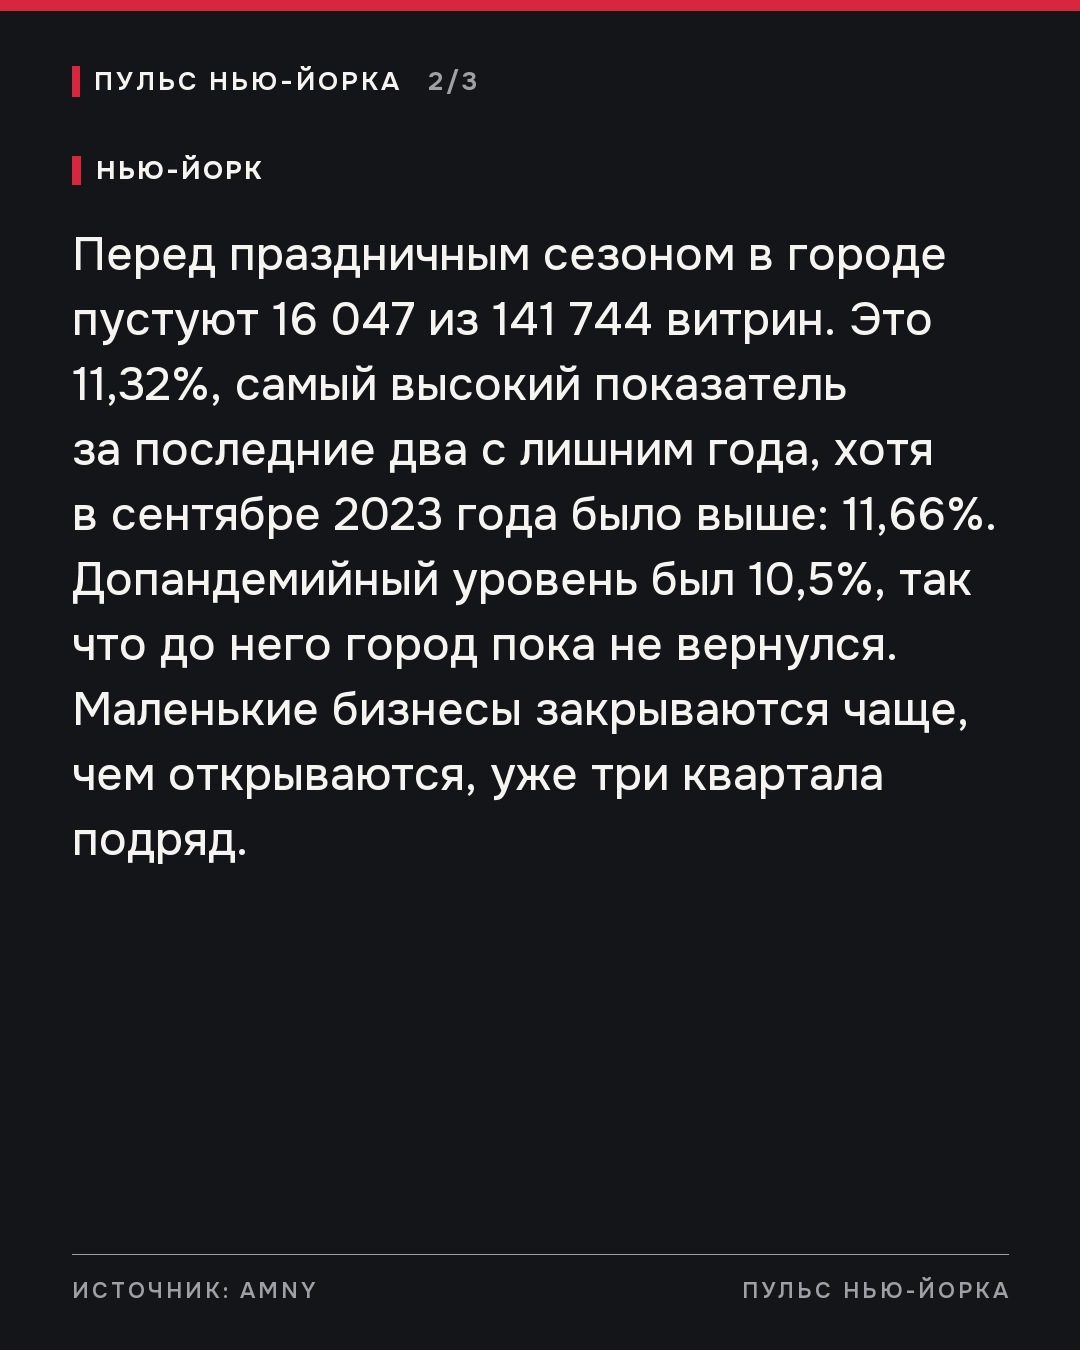 ПУЛЬС НЬЮ-ЙОРКА 2/3
НЬЮ-ЙОРК
Перед праздничным сезоном в городе
пустуют 16 047 из 141 744 витрин. Это
11,32%, самый высокий показатель
за последние два с лишним года, хотя
в сентябре 2023 года было выше: 11,66%.
Допандемийный уровень был 10,5%, так
что до него город пока не вернулся.
Маленькие бизнесы закрываются чаще,
чем открываются, уже три квартала
подряд.
ИСТОЧНИК: AMNY
ПУЛЬС НЬЮ-ЙОРКА